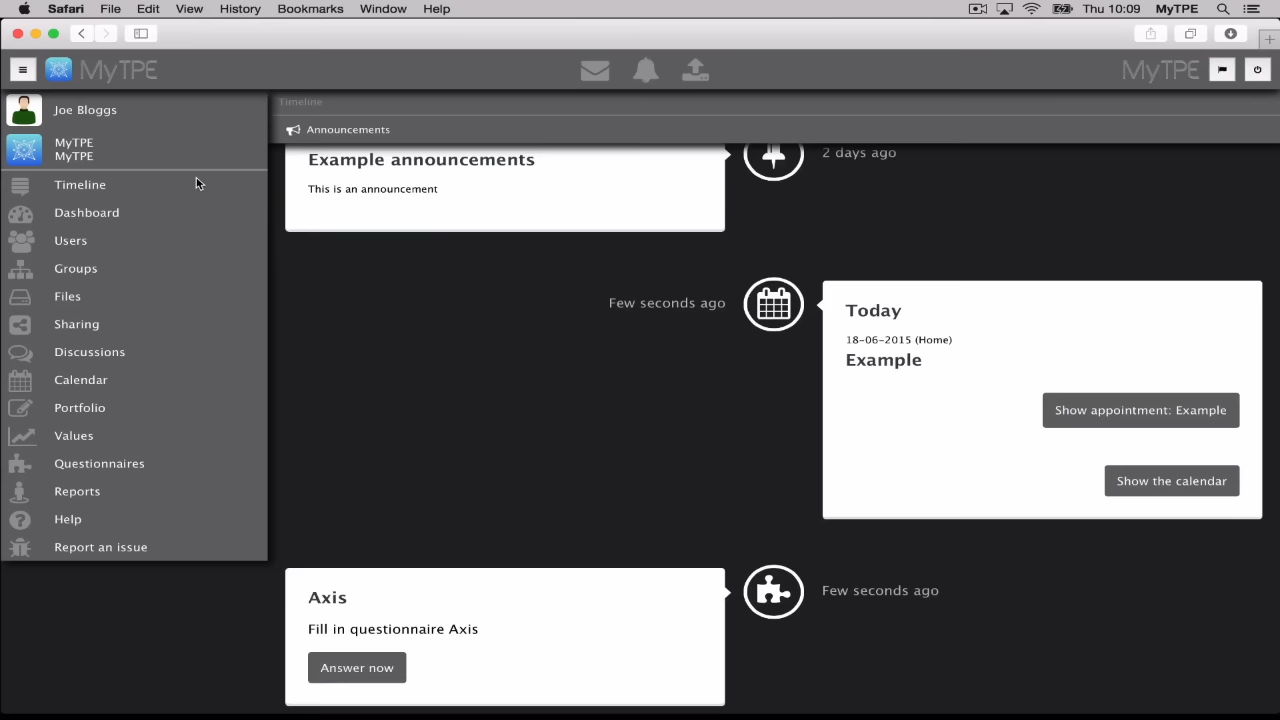 Safari File Edit View History Bookmarks Window Help Thu 10:09 MyTPE
MyTPE
MyTPE
Joe Bloggs
MyTPE
MyTPE
Timeline
Dashboard
Users
Groups
Files
Sharing
Discussions
Calendar
Portfolio
Values
Questionnaires
Reports
Help
Report an issue
Timeline
Announcements
Example announcements
This is an announcement
2 days ago
Few seconds ago
Today
18-06-2015 (Home)
Example
Show appointment: Example
Show the calendar
Axis
Fill in questionnaire Axis
Answer now
Few seconds ago